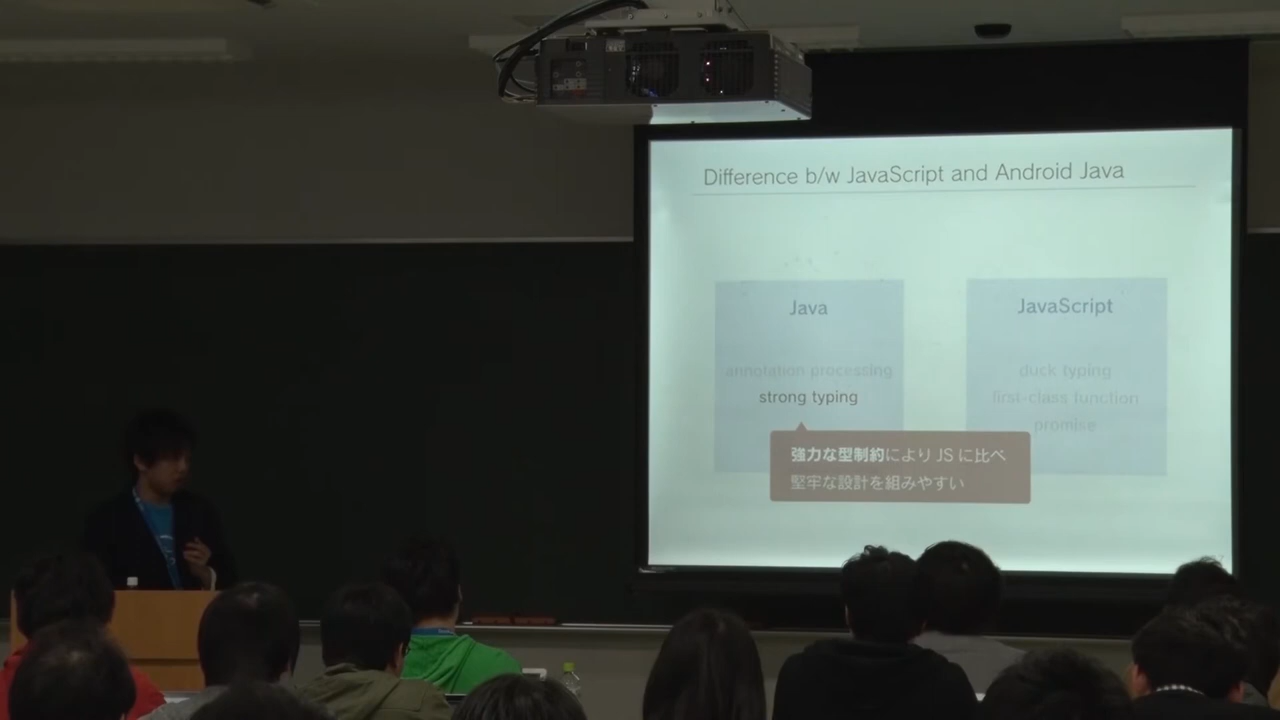 Difference b/w JavaScript and Android Java
Java
annotation processing
strong typing
JavaScript
duck typing
first-class function
promise
強力な型制約により JS に比べ
堅牢な設計を組みやすい